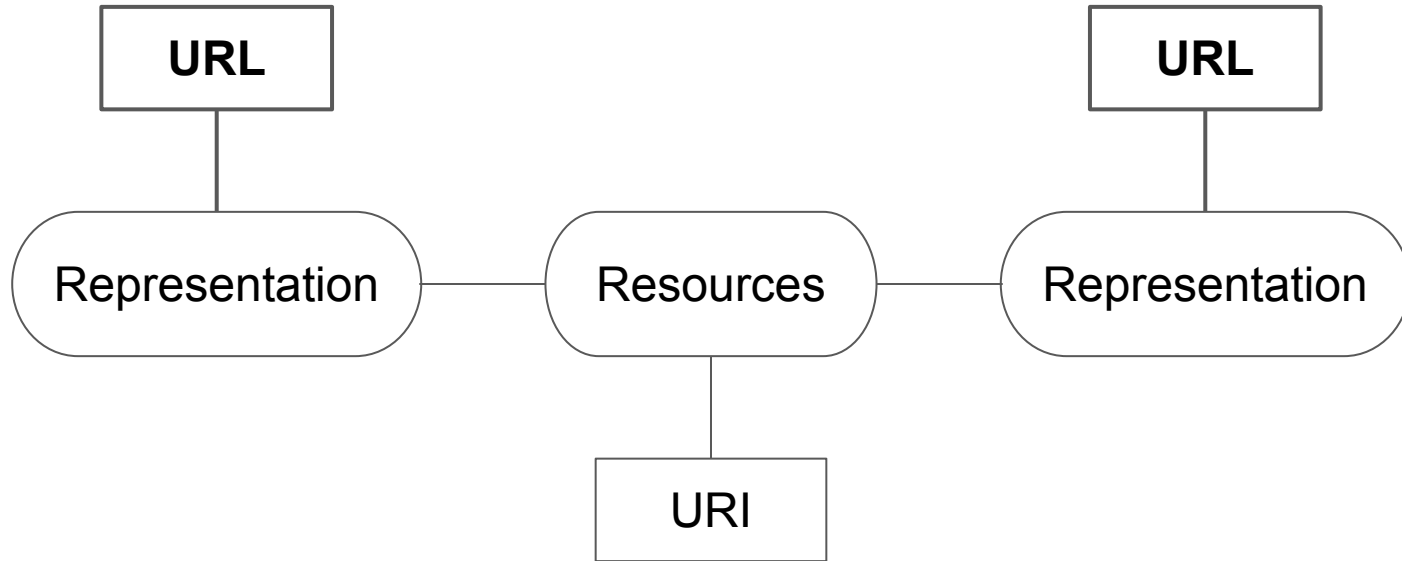 URL
URL
Representation
Resources
Representation
URI